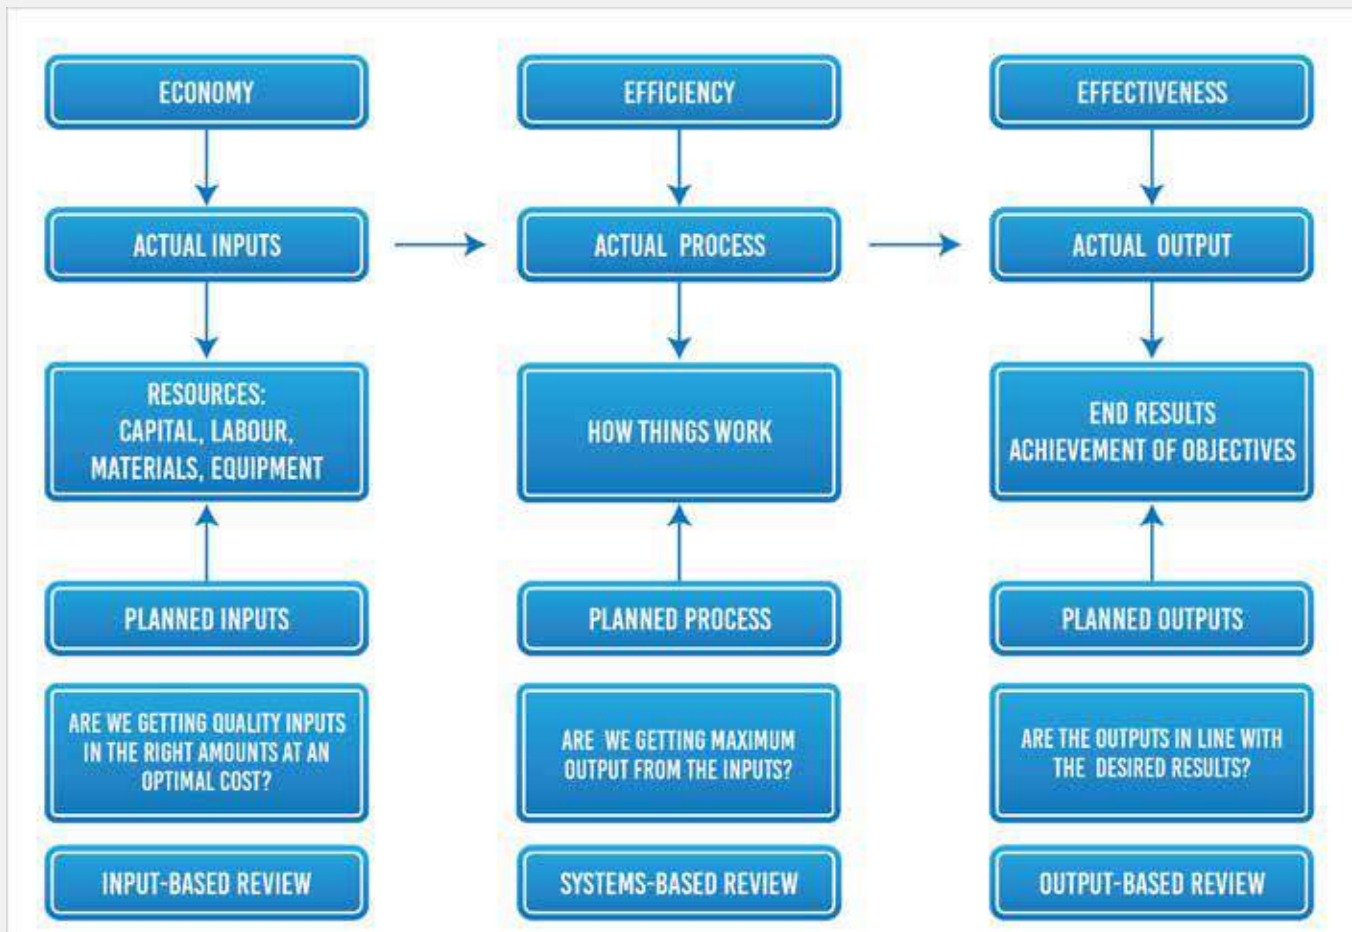 ECONOMY
EFFICIENCY
EFFECTIVENESS
ACTUAL INPUTS
ACTUAL PROCESS
ACTUAL OUTPUT
RESOURCES:
CAPITAL, LABOUR,
MATERIALS, EQUIPMENT
HOW THINGS WORK
END RESULTS
ACHIEVEMENT OF OBJECTIVES
PLANNED INPUTS
PLANNED PROCESS
PLANNED OUTPUTS
ARE WE GETTING QUALITY INPUTS
IN THE RIGHT AMOUNTS AT AN
OPTIMAL COST?
ARE WE GETTING MAXIMUM
OUTPUT FROM THE INPUTS?
ARE THE OUTPUTS IN LINE WITH
THE DESIRED RESULTS?
INPUT-BASED REVIEW
SYSTEMS-BASED REVIEW
OUTPUT-BASED REVIEW